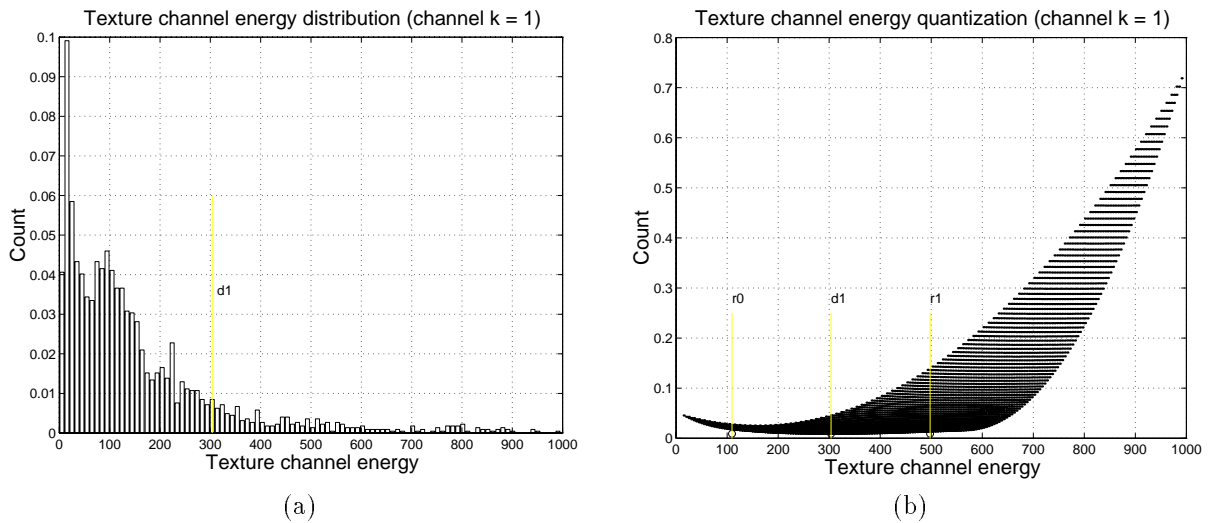 Texture channel energy distribution (channel k = 1)
0.1
0.09
0.08
0.07
0.06
0.05
0.04
0.03
0.02
0.01
0
Count
d1
0 100 200 300 400 500 600 700 800 900 1000
Texture channel energy
(a)
Texture channel energy quantization (channel k = 1)
0.8
0.7
0.6
0.5
0.4
0.3
0.2
0.1
0
Count
r0 d1 r1
0 100 200 300 400 500 600 700 800 900 1000
Texture channel energy
(b)